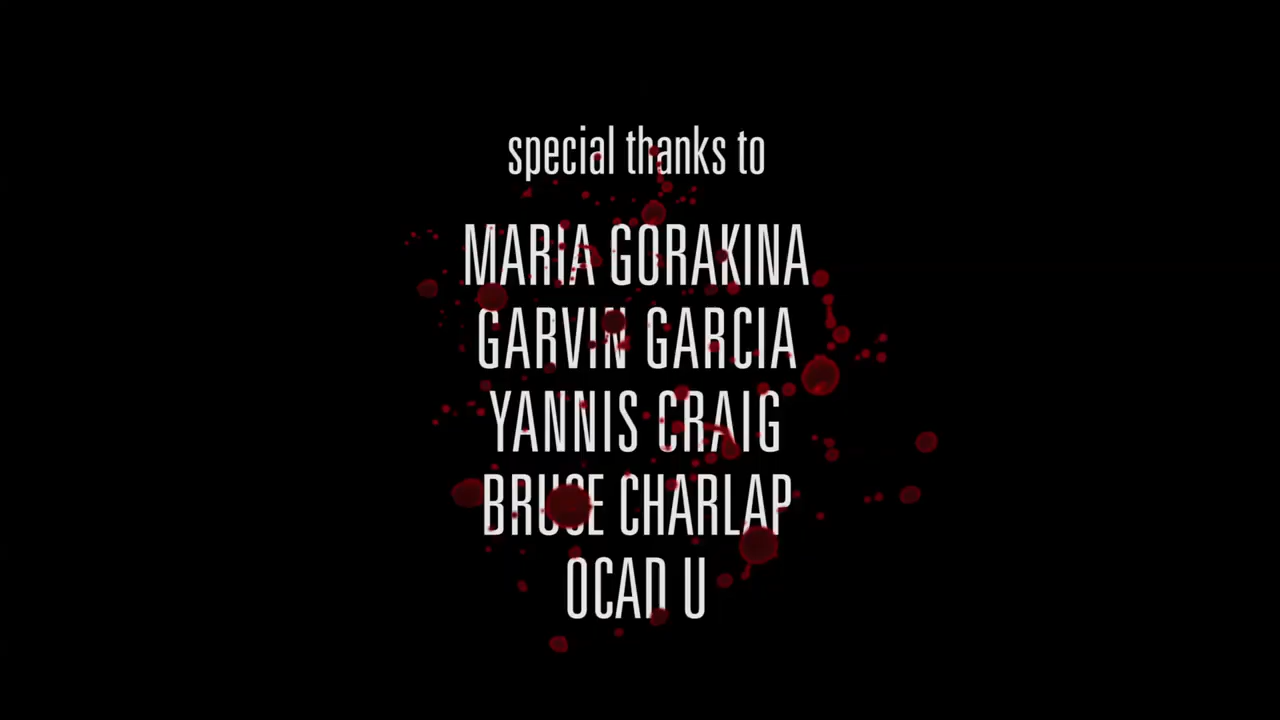 special thanks to
MARIA GORAKINA
GARVIN GARCIA
YANNIS CRAIG
BRUCE CHARLAP
OCAD U